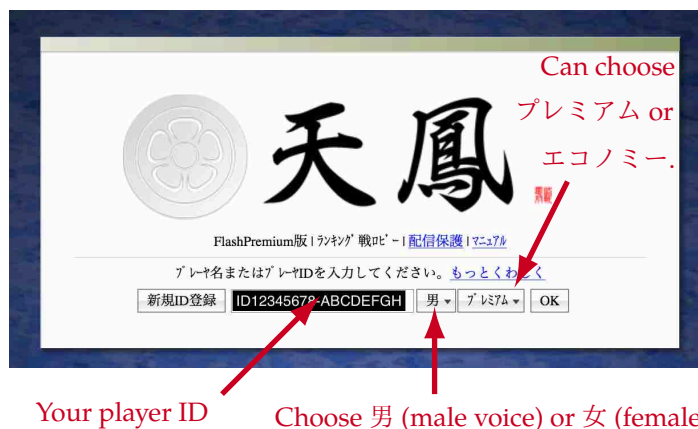 Can choose
プレミアム or
エコノミー.
天鳳
FlashPremium版 | ﾗﾝｷﾝｸﾞ戦ﾛﾋﾞｰ | 配信保護 | ﾏﾆｭｱﾙ
ﾌﾟﾚｰﾔ名またはﾌﾟﾚｰﾔIDを入力してください。もっとくわしく
新規ID登録 ID12345678-ABCDEFGH 男 ﾌﾟﾚﾐｱﾑ OK
Your player ID
Choose 男 (male voice) or 女 (female